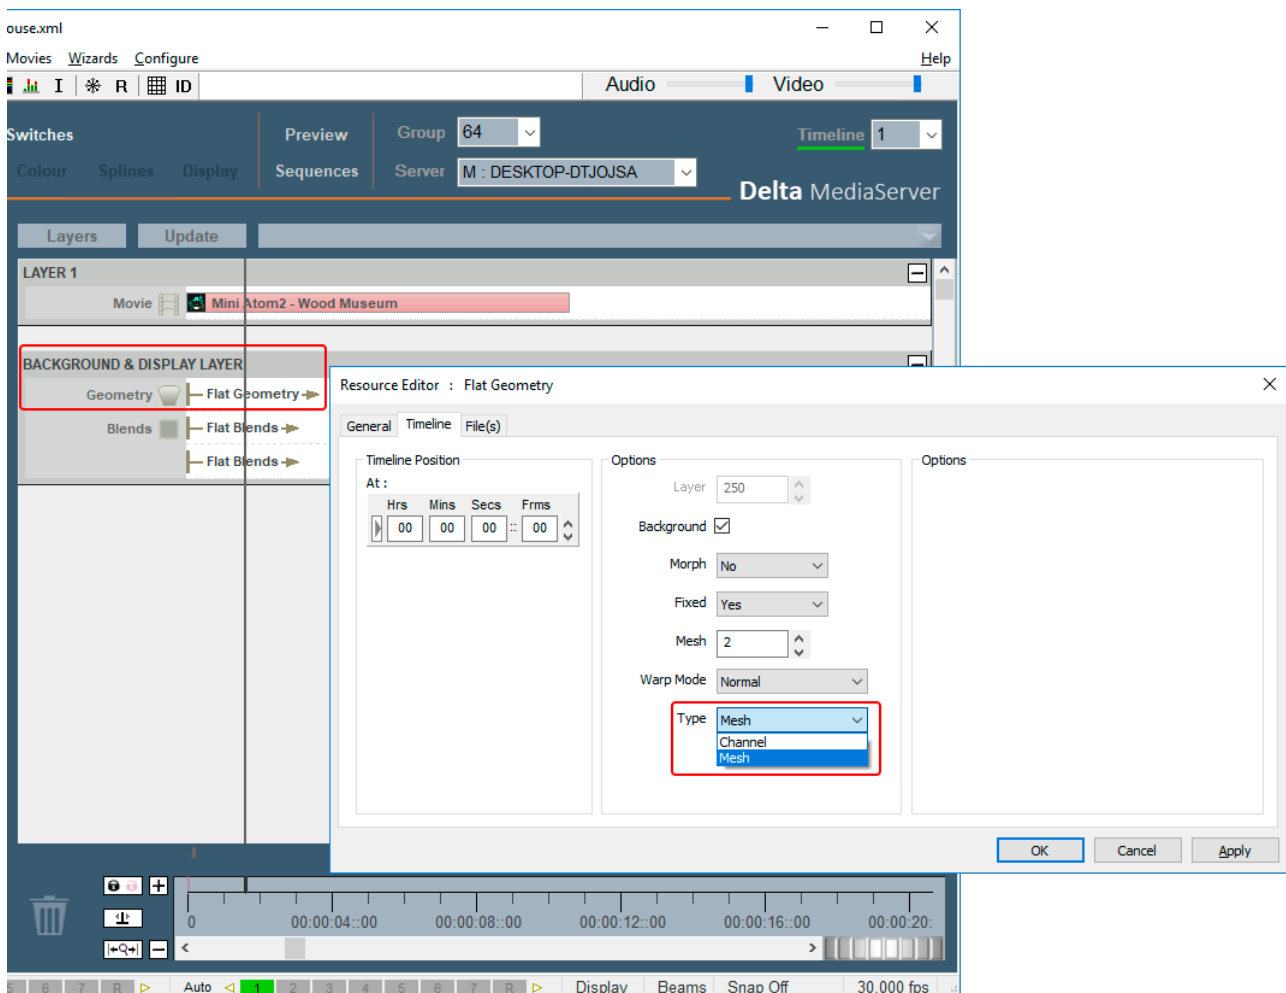 ouse.xml
Movies Wizards Configure Help
I R ID Audio Video
Switches Preview Group 64 Timeline 1
Colour Splines Display Sequences Server M : DESKTOP-DTJOJSA
Delta MediaServer
Layers Update
LAYER 1
Movie Mini Atom2 - Wood Museum
BACKGROUND & DISPLAY LAYER
Geometry Flat Geometry
Blends Flat Blends
Flat Blends
Resource Editor : Flat Geometry
General Timeline File(s)
Timeline Position
At :
Hrs Mins Secs Frms
00 00 00 :: 00
Options
Layer 250
Background
Morph No
Fixed Yes
Mesh 2
Warp Mode Normal
Type Mesh
Channel
Mesh
Options
OK Cancel Apply
0 00:00:04::00 00:00:08::00 00:00:12::00 00:00:16::00 00:00:20:
5 6 7 R Auto 1 2 3 4 5 6 7 R Display Beams Snap Off 30.000 fps